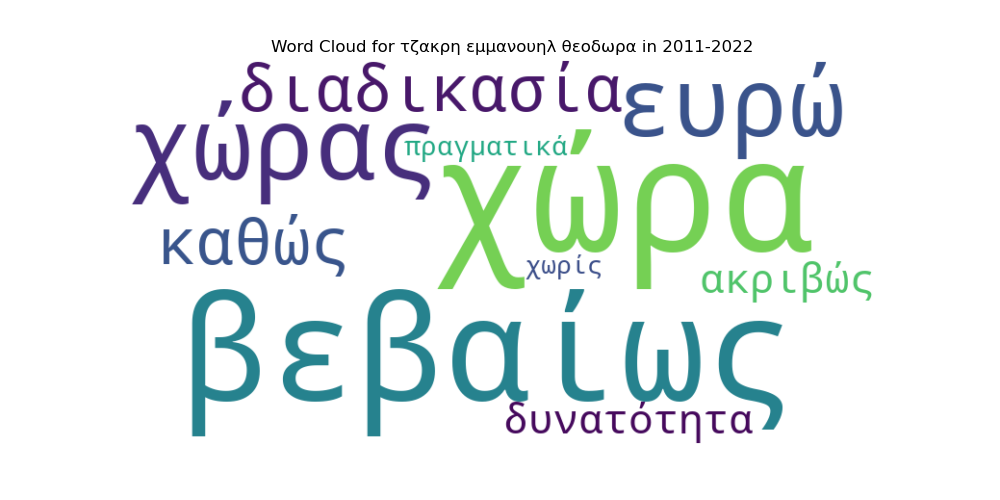 Word Cloud for τζακρη εμμανουηλ θεοδωρα in 2011-2022
διαδικασία
ευρώ
χώρας
πραγματικά
χώρα
καθώς
χωρίς
ακριβώς
βεβαίως
δυνατότητα